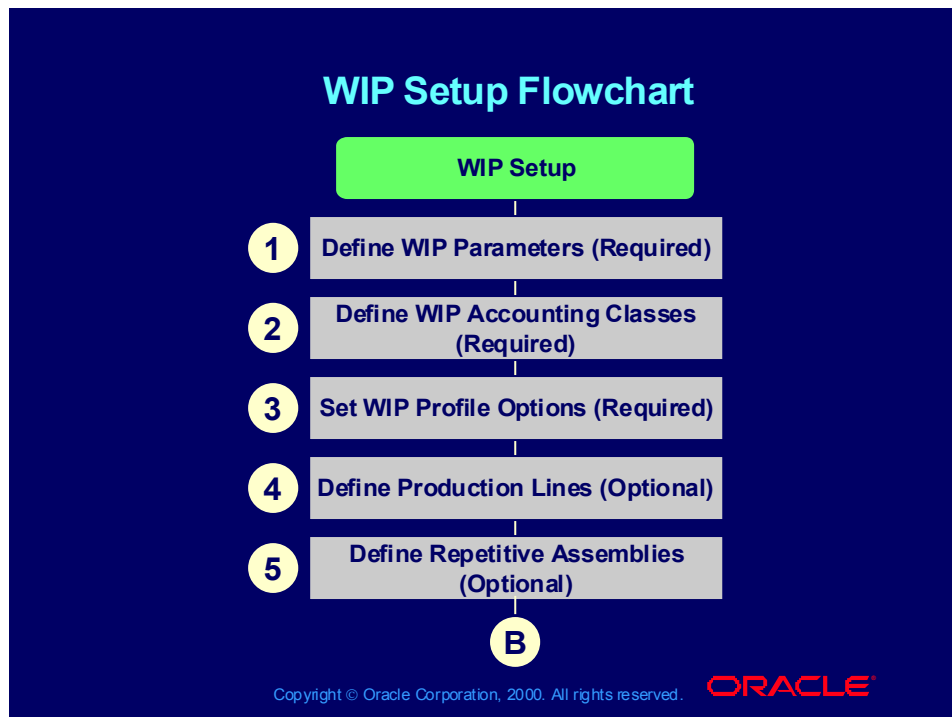 WIP Setup Flowchart
WIP Setup
1
Define WIP Parameters (Required)
2
Define WIP Accounting Classes
(Required)
3
Set WIP Profile Options (Required)
4
Define Production Lines (Optional)
5
Define Repetitive Assemblies
(Optional)
B
Copyright © Oracle Corporation, 2000. All rights reserved.
ORACLE®